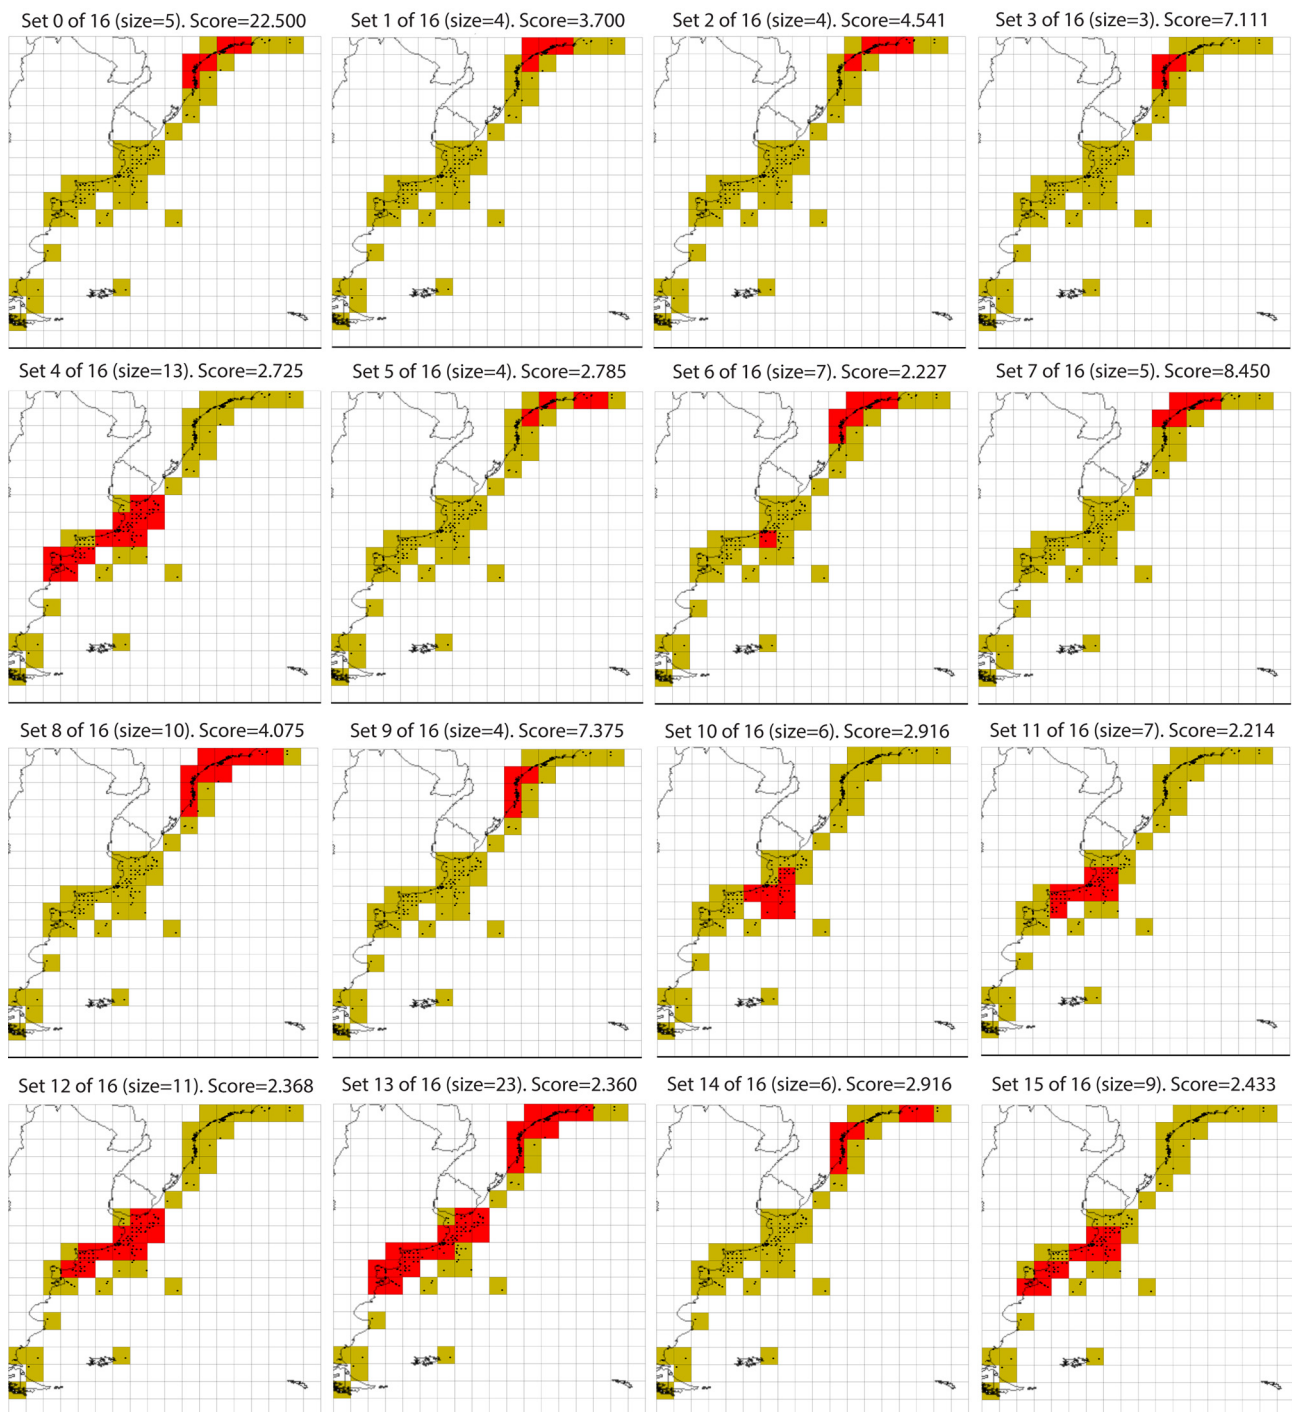 Set 0 of 16 (size=5). Score=22.500
Set 1 of 16 (size=4). Score=3.700
Set 2 of 16 (size=4). Score=4.541
Set 3 of 16 (size=3). Score=7.111
Set 4 of 16 (size=13). Score=2.725
Set 5 of 16 (size=4). Score=2.785
Set 6 of 16 (size=7). Score=2.227
Set 7 of 16 (size=5). Score=8.450
Set 8 of 16 (size=10). Score=4.075
Set 9 of 16 (size=4). Score=7.375
Set 10 of 16 (size=6). Score=2.916
Set 11 of 16 (size=7). Score=2.214
Set 12 of 16 (size=11). Score=2.368
Set 13 of 16 (size=23). Score=2.360
Set 14 of 16 (size=6). Score=2.916
Set 15 of 16 (size=9). Score=2.433